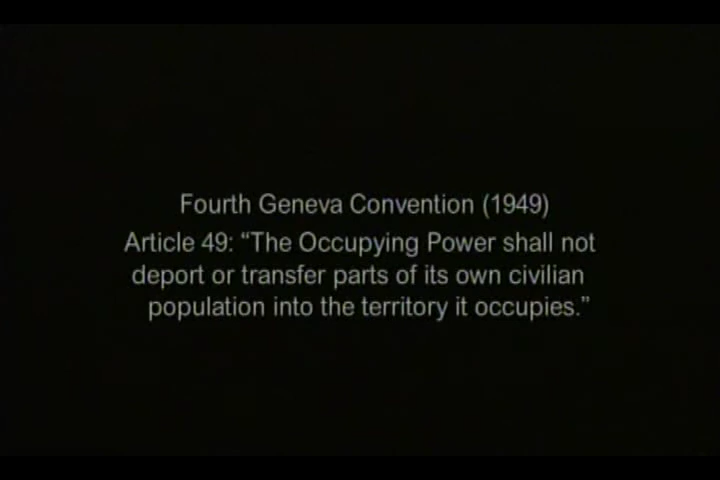 Fourth Geneva Convention (1949)
Article 49: “The Occupying Power shall not
deport or transfer parts of its own civilian
population into the territory it occupies.”